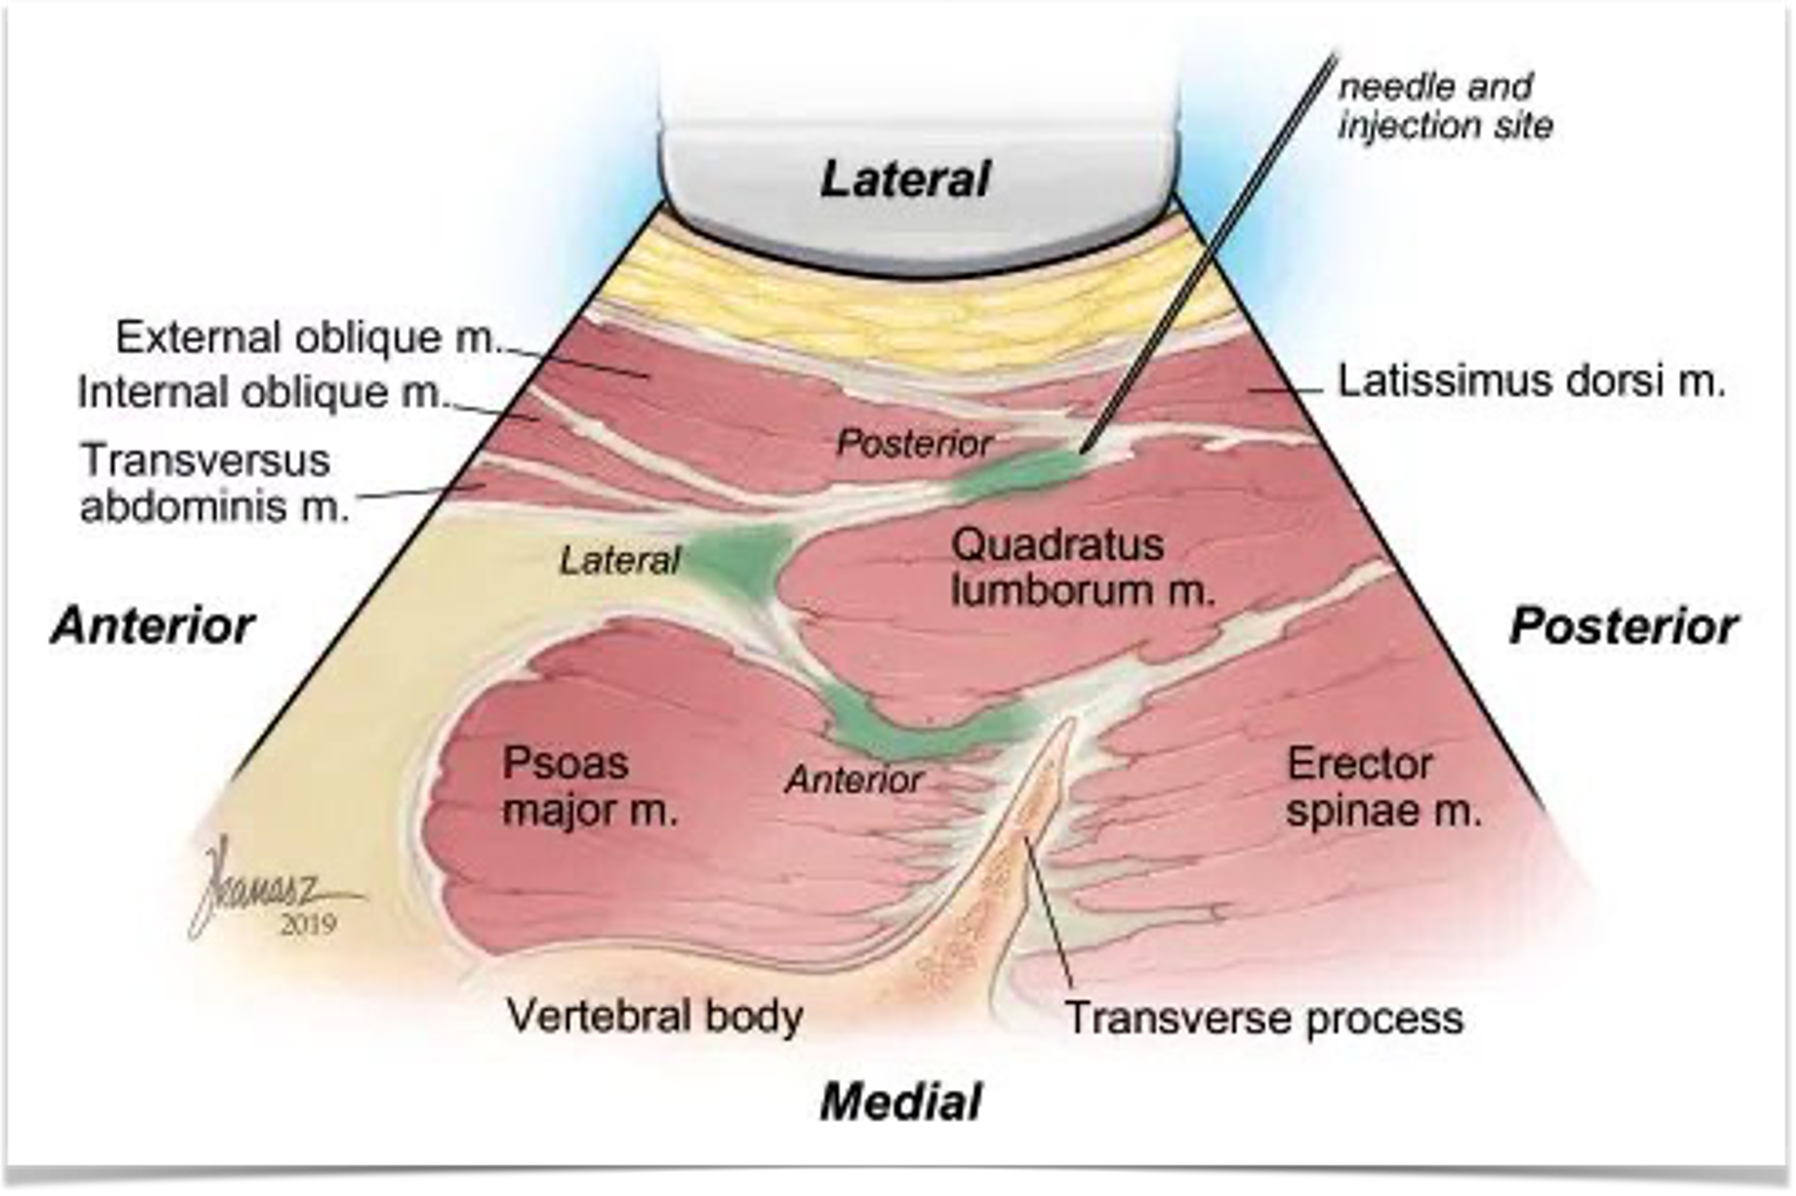 needle and
injection site
Lateral
External oblique m.
Internal oblique m.
Transversus
abdominis m.
Latissimus dorsi m.
Posterior
Lateral
Quadratus
lumborum m.
Anterior
Posterior
Psoas
major m.
Anterior
Erector
spinae m.
2019
Vertebral body
Transverse process
Medial